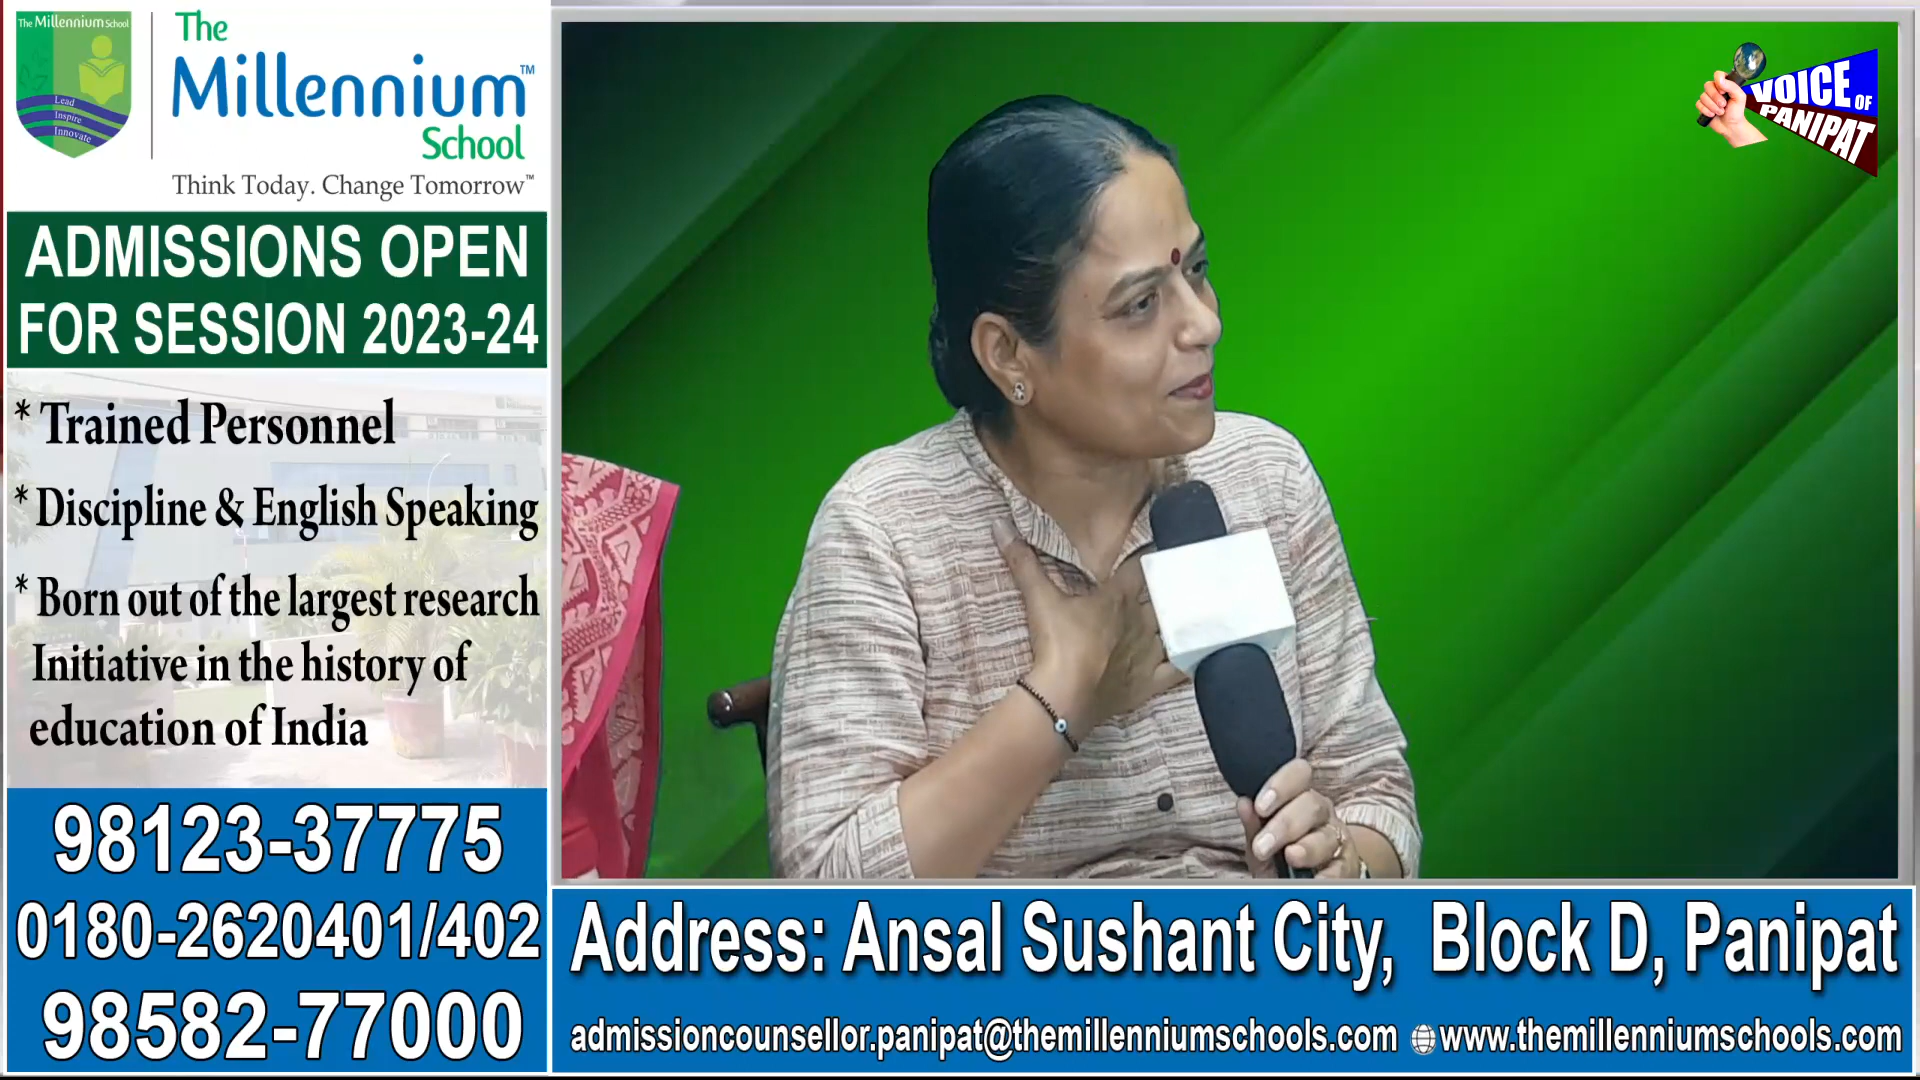 The Millennium School
Lead
Inspire
Innovate
The
Millennium™
School
Think Today. Change Tomorrow™
ADMISSIONS OPEN
FOR SESSION 2023-24
* Trained Personnel
* Discipline & English Speaking
* Born out of the largest research
Initiative in the history of
education of India
98123-37775
0180-2620401/402
98582-77000
VOICE OF
PANIPAT
Address: Ansal Sushant City, Block D, Panipat
admissioncounsellor.panipat@themillenniumschools.com www.themillenniumschools.com